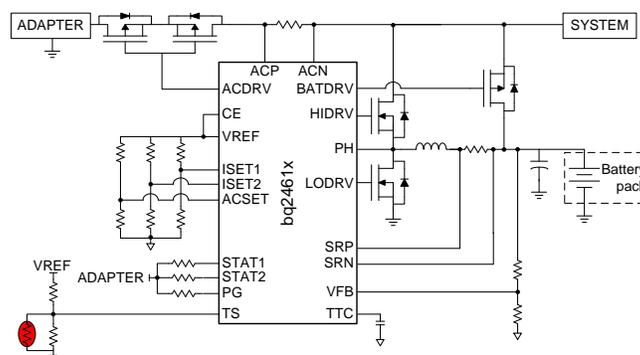 ADAPTER
SYSTEM
ACP
ACN
ACDRV
BATDRV
CE
HIDRV
VREF
PH
ISET1
ISET2
LODRV
ACSET
bq2461x
SRP
STAT1
SRN
ADAPTER
STAT2
PG
VFB
VREF
TS
TTC